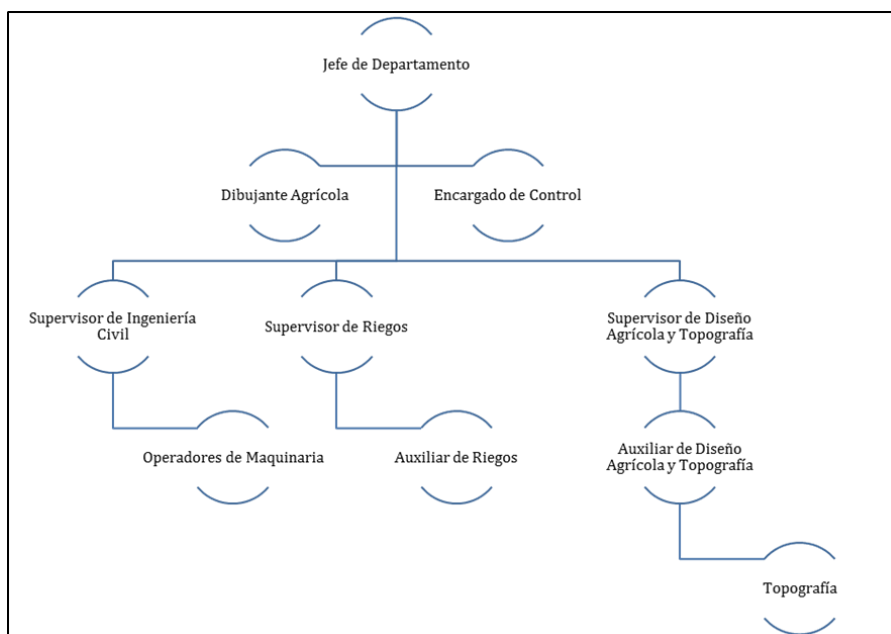 Jefe de Departamento
Dibujante Agrícola
Encargado de Control
Supervisor de Ingeniería
Civil
Supervisor de Riegos
Supervisor de Diseño
Agrícola y Topografía
Operadores de Maquinaria
Auxiliar de Riegos
Auxiliar de Diseño
Agrícola y Topografía
Topografía